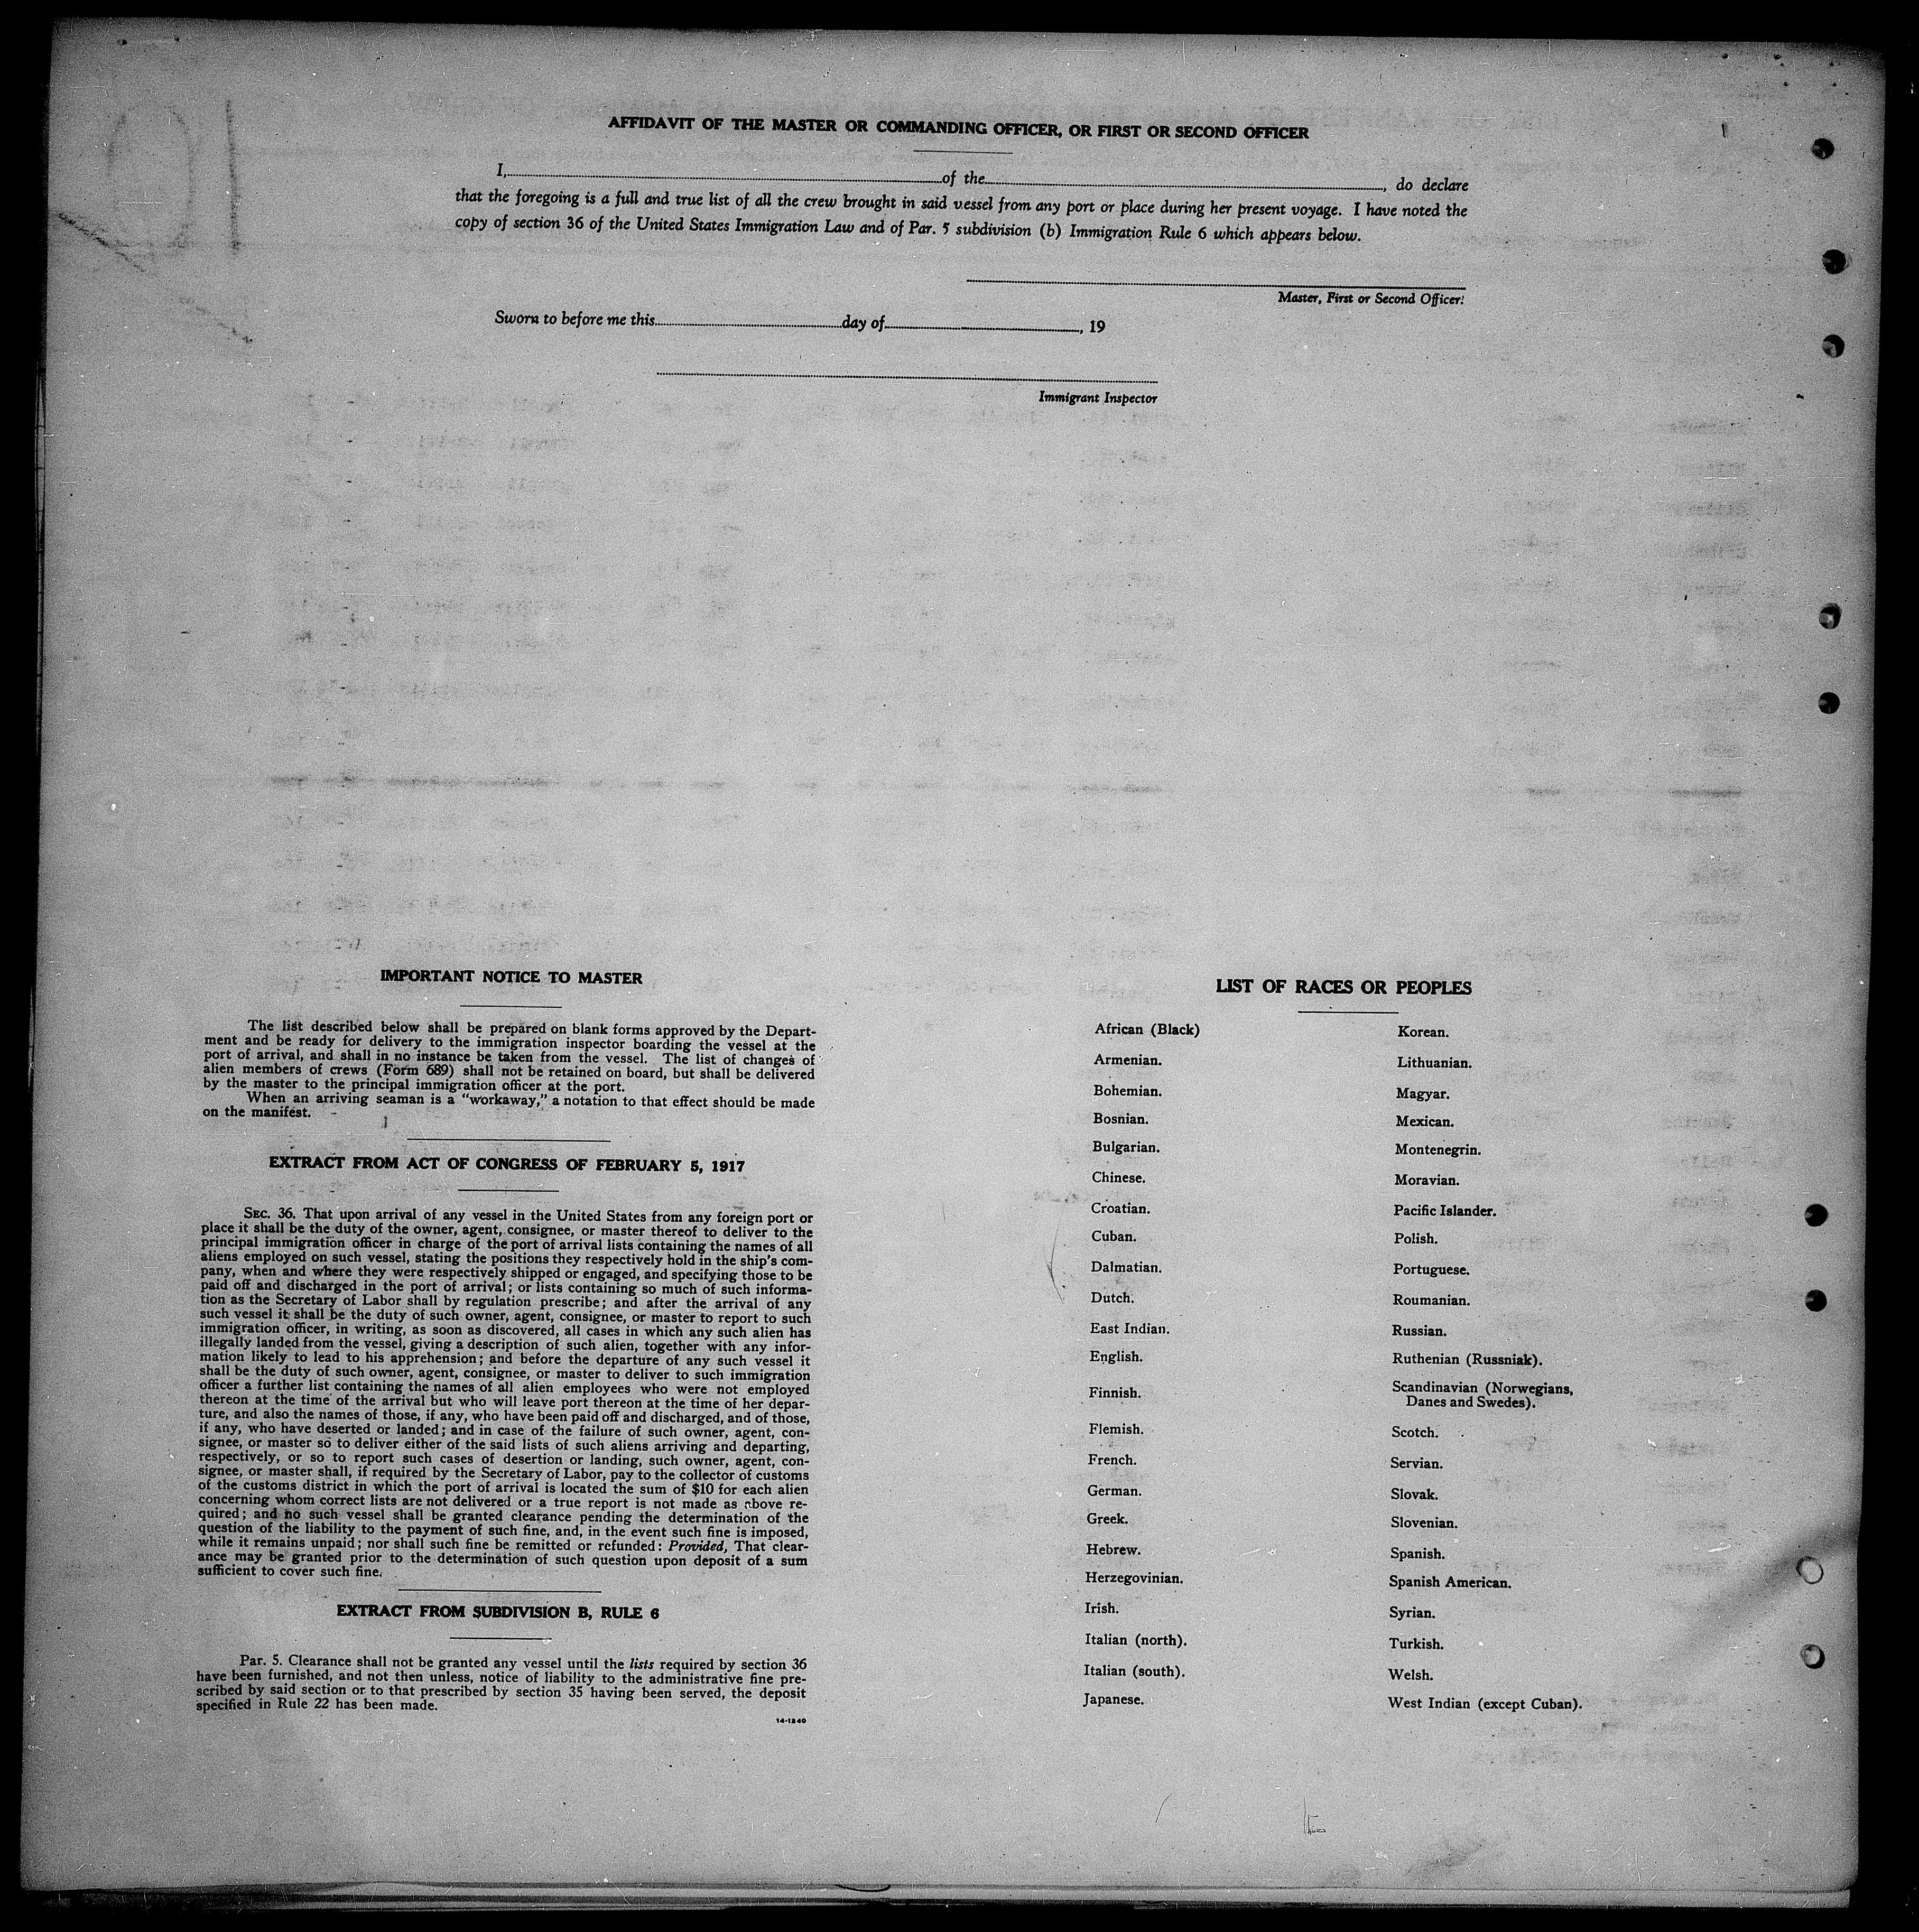 AFFIDAVIT OF THE MASTER OR COMMANDING OFFICER, OR FIRST OR SECOND OFFICER
I, of the , do declare
that the foregoing is a full and true list of all the crew brought in said vessel from any port or place during her present voyage. I have noted the
copy of section 36 of the United States Immigration Law and of Par. 5 subdivision (b) Immigration Rule 6 which appears below.
Master, First or Second Officer.
Sworn to before me this day of , 19
Immigrant Inspector
IMPORTANT NOTICE TO MASTER
The list described below shall be prepared on blank forms approved by the Depart-
ment and be ready for delivery to the immigration inspector boarding the vessel at the
port of arrival, and shall in no instance be taken from the vessel. The list of changes of
alien members of crews (Form 689) shall not be retained on board, but shall be delivered
by the master to the principal immigration officer at the port.
When an arriving seaman is a "workaway," a notation to that effect should be made
on the manifest.
EXTRACT FROM ACT OF CONGRESS OF FEBRUARY 5, 1917
SEC. 36. That upon arrival of any vessel in the United States from any foreign port or
place it shall be the duty of the owner, agent, consignee, or master thereof to deliver to the
principal immigration officer in charge of the port of arrival lists containing the names of all
aliens employed on such vessel, stating the positions they respectively hold in the ship's com-
pany, when and where they were respectively shipped or engaged, and specifying those to be
paid off and discharged in the port of arrival; or lists containing so much of such informa-
tion as the Secretary of Labor shall by regulation prescribe; and after the arrival of any
such vessel it shall be the duty of such owner, agent, consignee, or master to report to such
immigration officer, in writing, as soon as discovered, all cases in which any such alien has
illegally landed from the vessel, giving a description of such alien, together with any infor-
mation likely to lead to his apprehension; and before the departure of any such vessel it
shall be the duty of such owner, agent, consignee, or master to deliver to such immigration
officer a further list containing the names of all alien employees who were not employed
thereon at the time of the arrival but who will leave port thereon at the time of her depar-
ture, and also the names of those, if any, who have been paid off and discharged, and of those,
if any, who have deserted or landed; and in case of the failure of such owner, agent, con-
signee, or master so to deliver either of the said lists of such aliens arriving and departing,
respectively, or so to report such cases of desertion or landing, such owner, agent, con-
signee, or master shall, if required by the Secretary of Labor, pay to the collector of customs
of the customs district in which the port of arrival is located the sum of $10 for each alien
concerning whom correct lists are not delivered or a true report is not made as above re-
quired; and no such vessel shall be granted clearance pending the determination of the
question of the liability to the payment of such fine, and, in the event such fine is imposed,
while it remains unpaid; nor shall such fine be remitted or refunded: Provided, That clear-
ance may be granted prior to the determination of such question upon deposit of a sum
sufficient to cover such fine.
EXTRACT FROM SUBDIVISION B, RULE 6
Par. 5. Clearance shall not be granted any vessel until the lists required by section 36
have been furnished, and not then unless, notice of liability to the administrative fine pre-
scribed by said section or to that prescribed by section 35 having been served, the deposit
specified in Rule 22 has been made.
14-1240
LIST OF RACES OR PEOPLES
African (Black)
Armenian.
Bohemian.
Bosnian.
Bulgarian.
Chinese.
Croatian.
Cuban.
Dalmatian.
Dutch.
East Indian.
English.
Finnish.
Flemish.
French.
German.
Greek.
Hebrew.
Herzegovinian.
Irish.
Italian (north).
Italian (south).
Japanese.
Korean.
Lithuanian.
Magyar.
Mexican.
Montenegrin.
Moravian.
Pacific Islander.
Polish.
Portuguese.
Roumanian.
Russian.
Ruthenian (Russniak).
Scandinavian (Norwegians,
Danes and Swedes).
Scotch.
Servian.
Slovak.
Slovenian.
Spanish.
Spanish American.
Syrian.
Turkish.
Welsh.
West Indian (except Cuban).